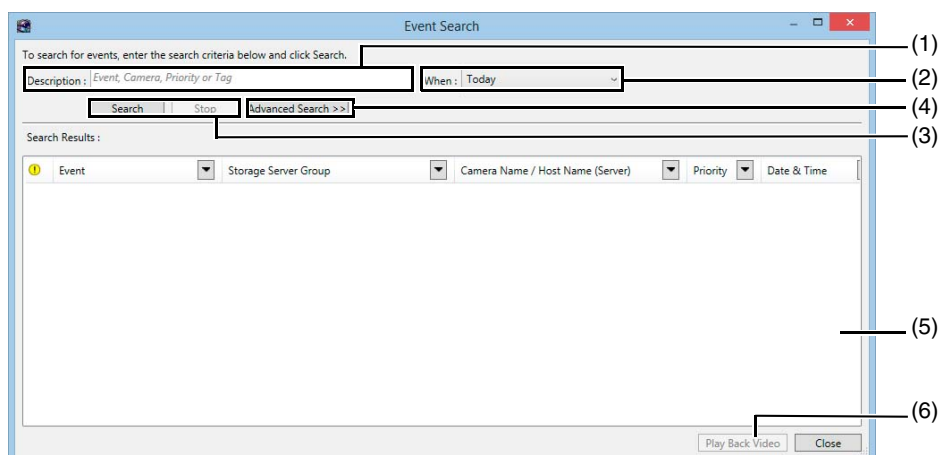 Event Search
To search for events, enter the search criteria below and click Search.
(1)
Description : Event, Camera, Priority or Tag When : Today
(2)
Search Stop Advanced Search >>
(4)
(3)
Search Results :
Event Storage Server Group Camera Name / Host Name (Server) Priority Date & Time
(5)
(6)
Play Back Video Close